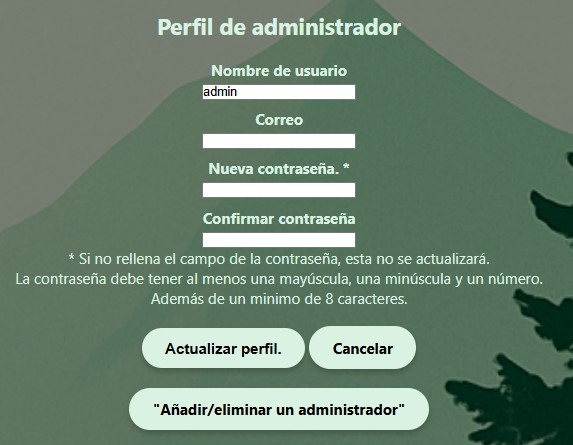 Perfil de administrador
Nombre de usuario
admin
Correo
Nueva contraseña. *
Confirmar contraseña
* Si no rellena el campo de la contraseña, esta no se actualizará.
La contraseña debe tener al menos una mayúscula, una minúscula y un número.
Además de un minimo de 8 caracteres.
Actualizar perfil. Cancelar
"Añadir/eliminar un administrador"